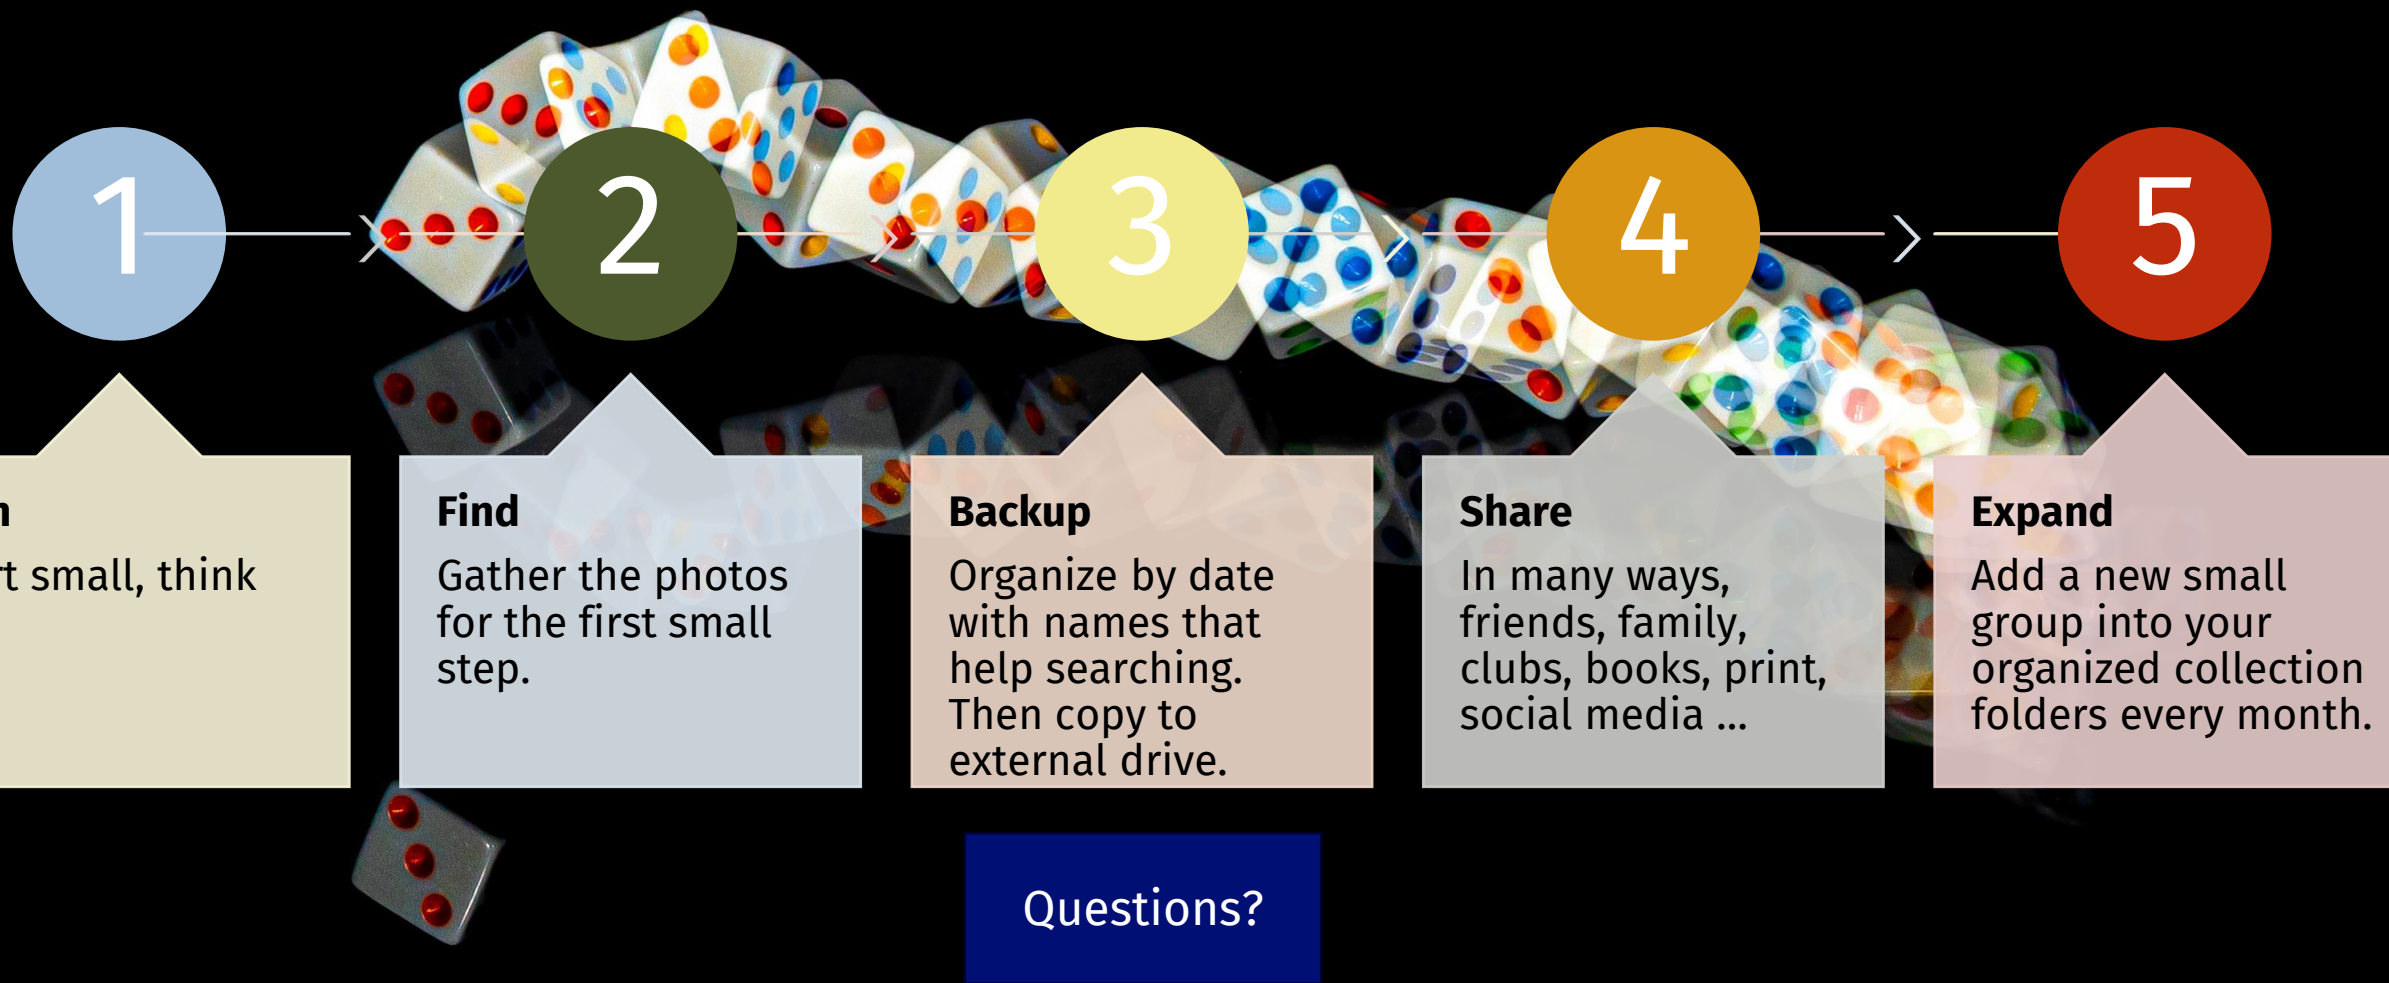 1
2
3
4
5
small, think
Find
Gather the photos
for the first small
step.
Backup
Organize by date
with names that
help searching.
Then copy to
external drive.
Share
In many ways,
friends, family,
clubs, books, print,
social media ...
Expand
Add a new small
group into your
organized collection
folders every month.
Questions?